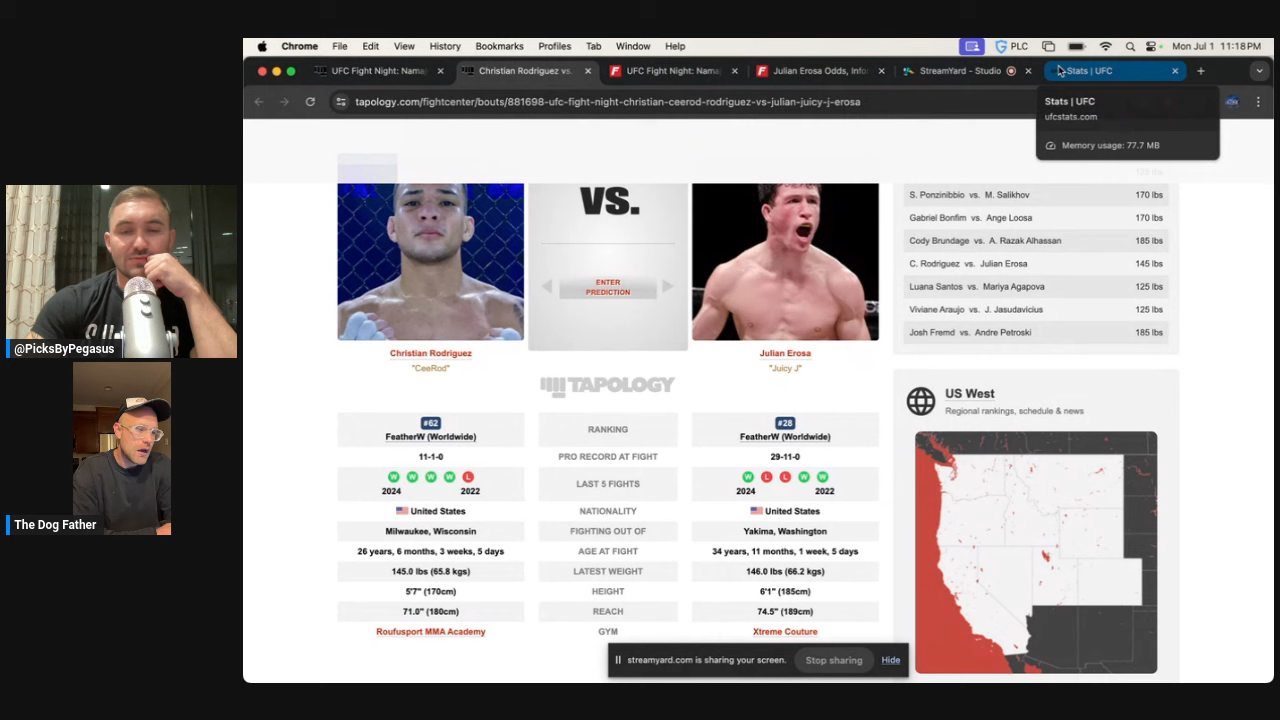 Chrome File Edit View History Bookmarks Profiles Tab Window Help
PLC Mon Jul 1 11:18 PM
UFC Fight Night: Nama
Christian Rodriguez vs.
UFC Fight Night: Nama
Julian Erosa Odds, Infor
StreamYard - Studio
Stats | UFC
tapology.com/fightcenter/bouts/881698-ufc-fight-night-christian-ceerod-rodriguez-vs-julian-juicy-j-erosa
Stats | UFC
ufcstats.com
Memory usage: 77.7 MB
VS.
ENTER
PREDICTION
Christian Rodriguez
"CeeRod"
Julian Erosa
"Juicy J"
TAPOLOGY
#62
FeatherW (Worldwide)
RANKING
#28
FeatherW (Worldwide)
11-1-0
PRO RECORD AT FIGHT
29-11-0
W W W W L
2024 2022
LAST 5 FIGHTS
W L L W W
2024 2022
United States
NATIONALITY
United States
Milwaukee, Wisconsin
FIGHTING OUT OF
Yakima, Washington
26 years, 6 months, 3 weeks, 5 days
AGE AT FIGHT
34 years, 11 months, 1 week, 5 days
145.0 lbs (65.8 kgs)
LATEST WEIGHT
146.0 lbs (66.2 kgs)
5'7" (170cm)
HEIGHT
6'1" (185cm)
71.0" (180cm)
REACH
74.5" (189cm)
Roufusport MMA Academy
GYM
Xtreme Couture
S. Ponzinibbio vs. M. Salikhov 170 lbs
Gabriel Bonfim vs. Ange Loosa 170 lbs
Cody Brundage vs. A. Razak Alhassan 185 lbs
C. Rodriguez vs. Julian Erosa 145 lbs
Luana Santos vs. Mariya Agapova 125 lbs
Viviane Araujo vs. J. Jasudavicius 125 lbs
Josh Fremd vs. Andre Petroski 185 lbs
US West
Regional rankings, schedule & news
streamyard.com is sharing your screen. Stop sharing Hide
@PicksByPegasus
The Dog Father